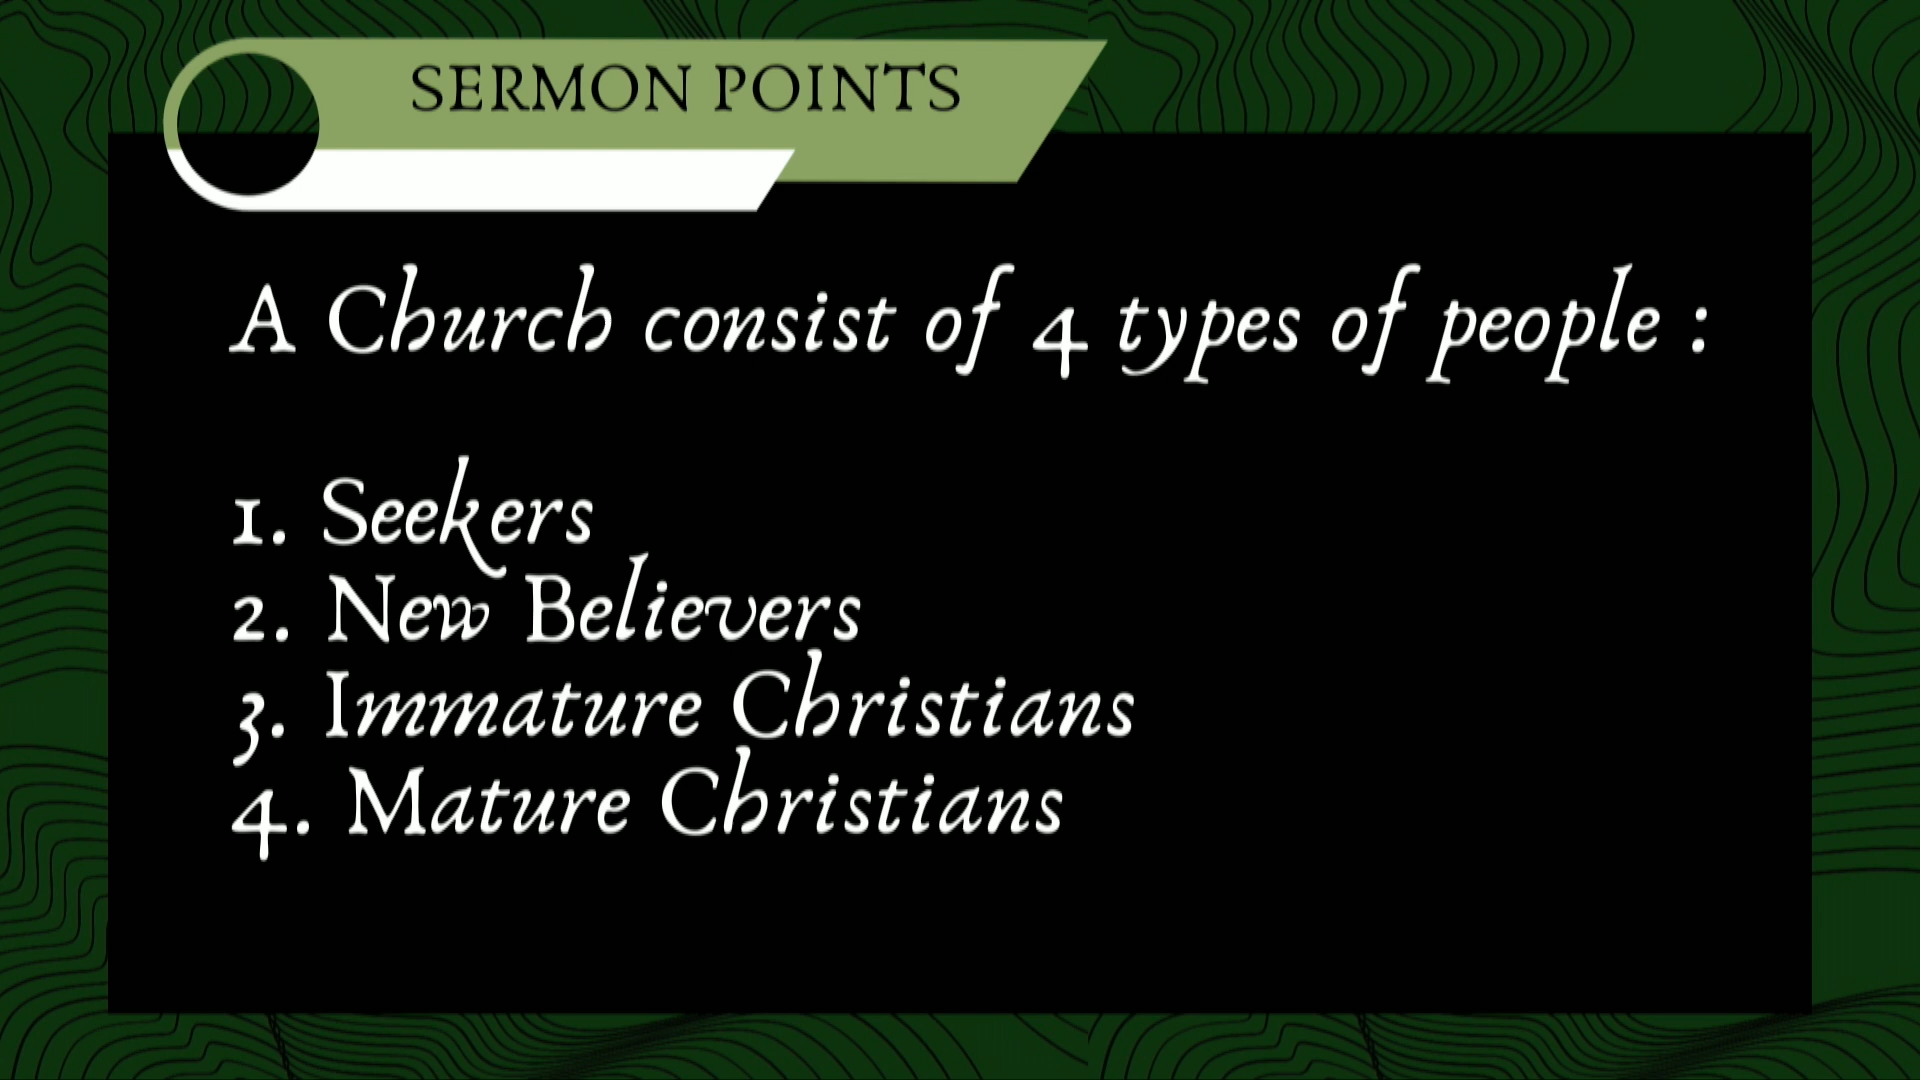 SERMON POINTS
A Church consist of 4 types of people :
1. Seekers
2. New Believers
3. Immature Christians
4. Mature Christians